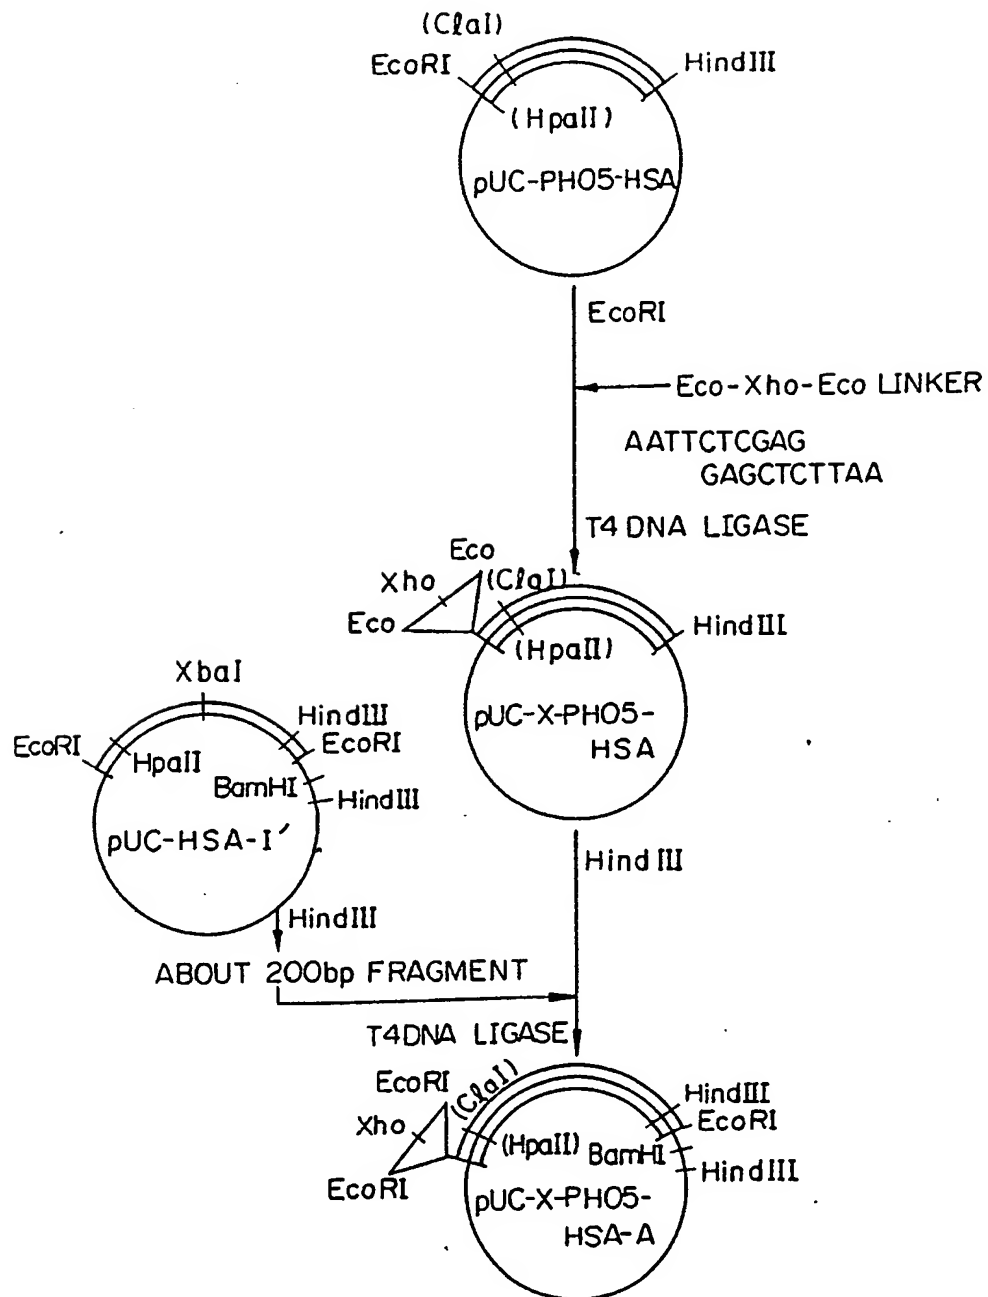 (ClaI)
EcoRI
HindIII
(HpaII)
pUC-PHO5-HSA
EcoRI
Eco-Xho-Eco LINKER
AATTCTCGAG
GAGCTCTTAA
T4 DNA LIGASE
Eco
Xho
(ClaI)
Eco
HindIII
(HpaII)
pUC-X-PHO5-
HSA
XbaI
HindIII
EcoRI
EcoRI
HpaII
BamHI
HindIII
pUC-HSA-I'
HindIII
HindIII
ABOUT 200bp FRAGMENT
T4DNA LIGASE
EcoRI
(ClaI)
Xho
HindIII
EcoRI
(HpaII)
BamHI
HindIII
EcoRI
pUC-X-PHO5-
HSA-A